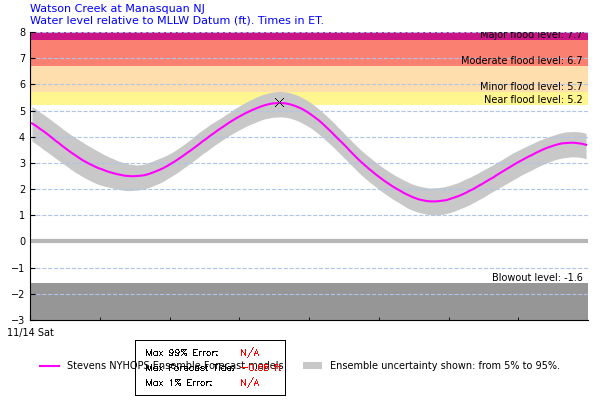 Watson Creek at Manasquan NJ
Water level relative to MLLW Datum (ft). Times in ET.
8
Major flood level: 7.7
7
Moderate flood level: 6.7
6
Minor flood level: 5.7
Near flood level: 5.2
5
4
3
2
1
0
−1
Blowout level: -1.6
−2
−3
11/14 Sat
Max 99% Error: N/A
Stevens NYHOPS Ensemble Forecast models
Ensemble uncertainty shown: from 5% to 95%.
Max Forecast Tide:
Max 1% Error: N/A